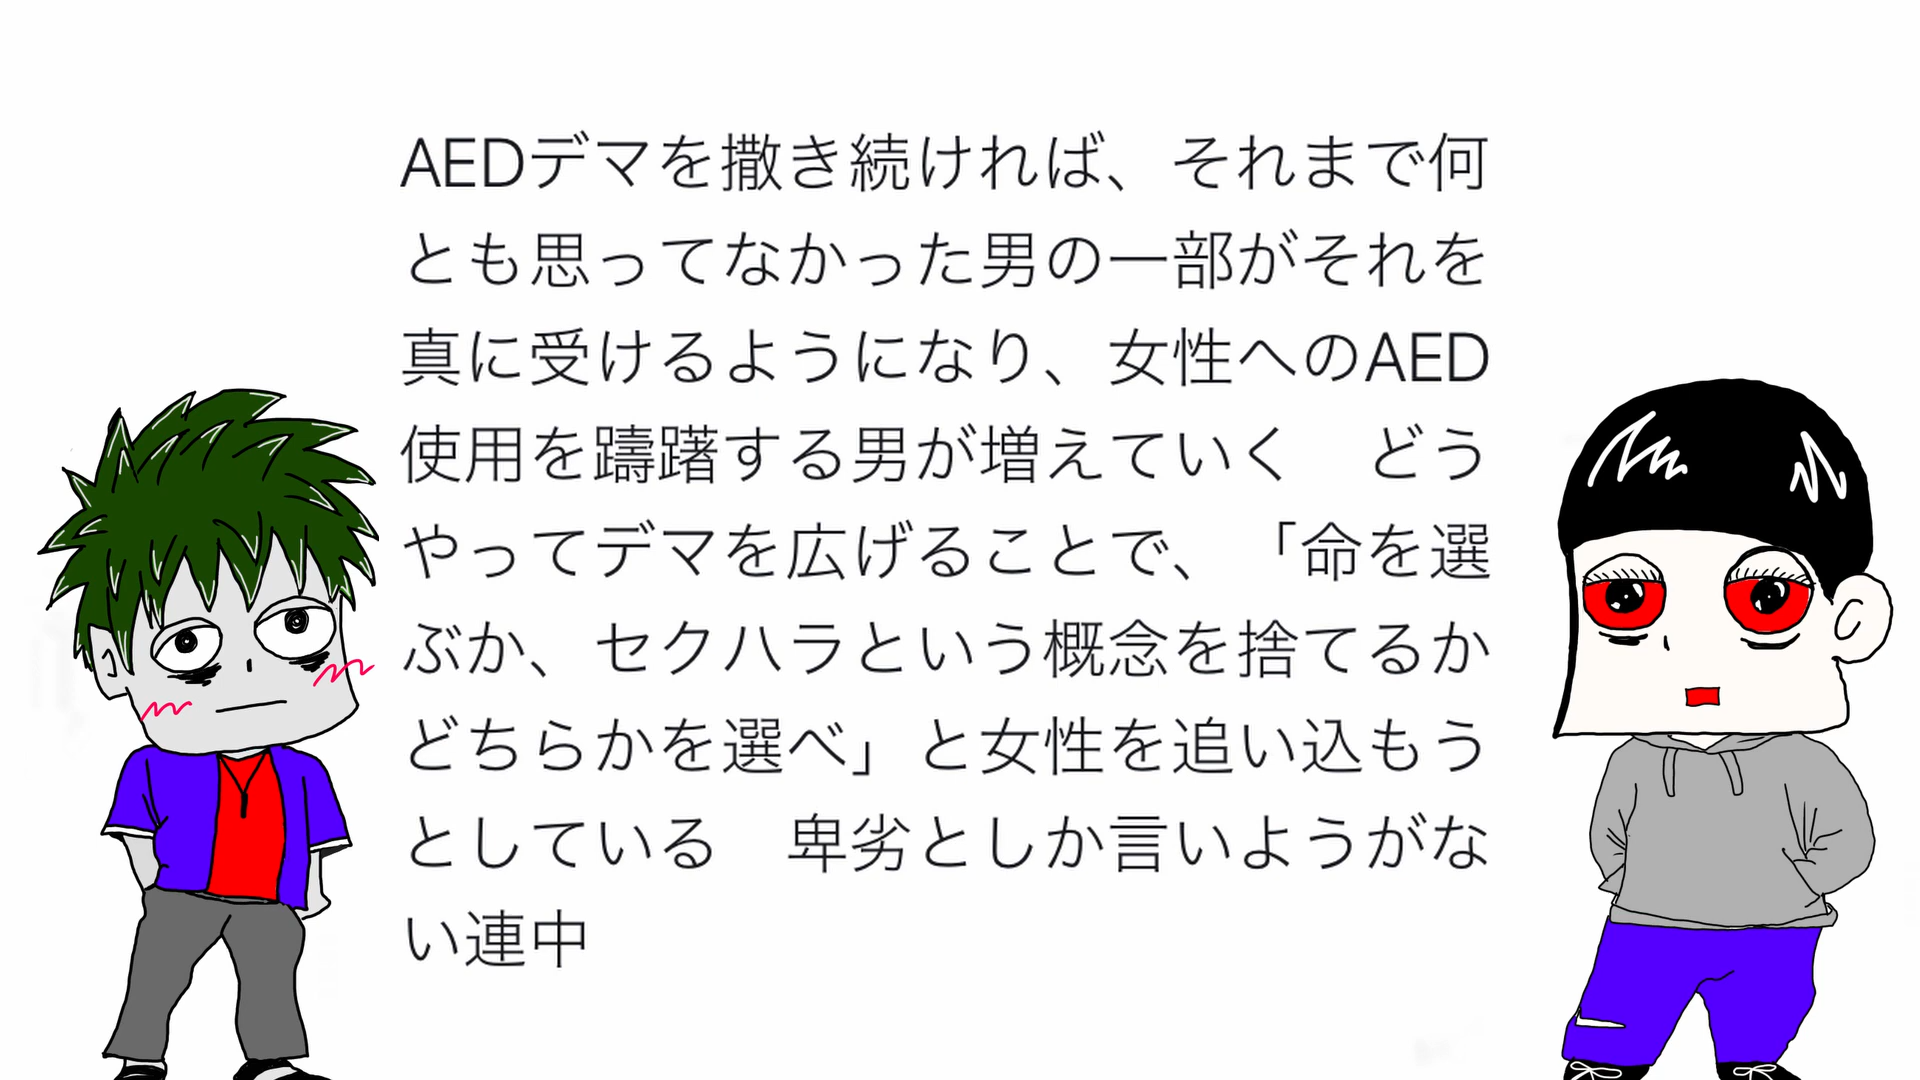 AEDデマを撒き続ければ、それまで何
とも思ってなかった男の一部がそれを
真に受けるようになり、女性へのAED
使用を躊躇する男が増えていく　どう
やってデマを広げることで、「命を選
ぶか、セクハラという概念を捨てるか
どちらかを選べ」と女性を追い込もう
としている　卑劣としか言いようがな
い連中